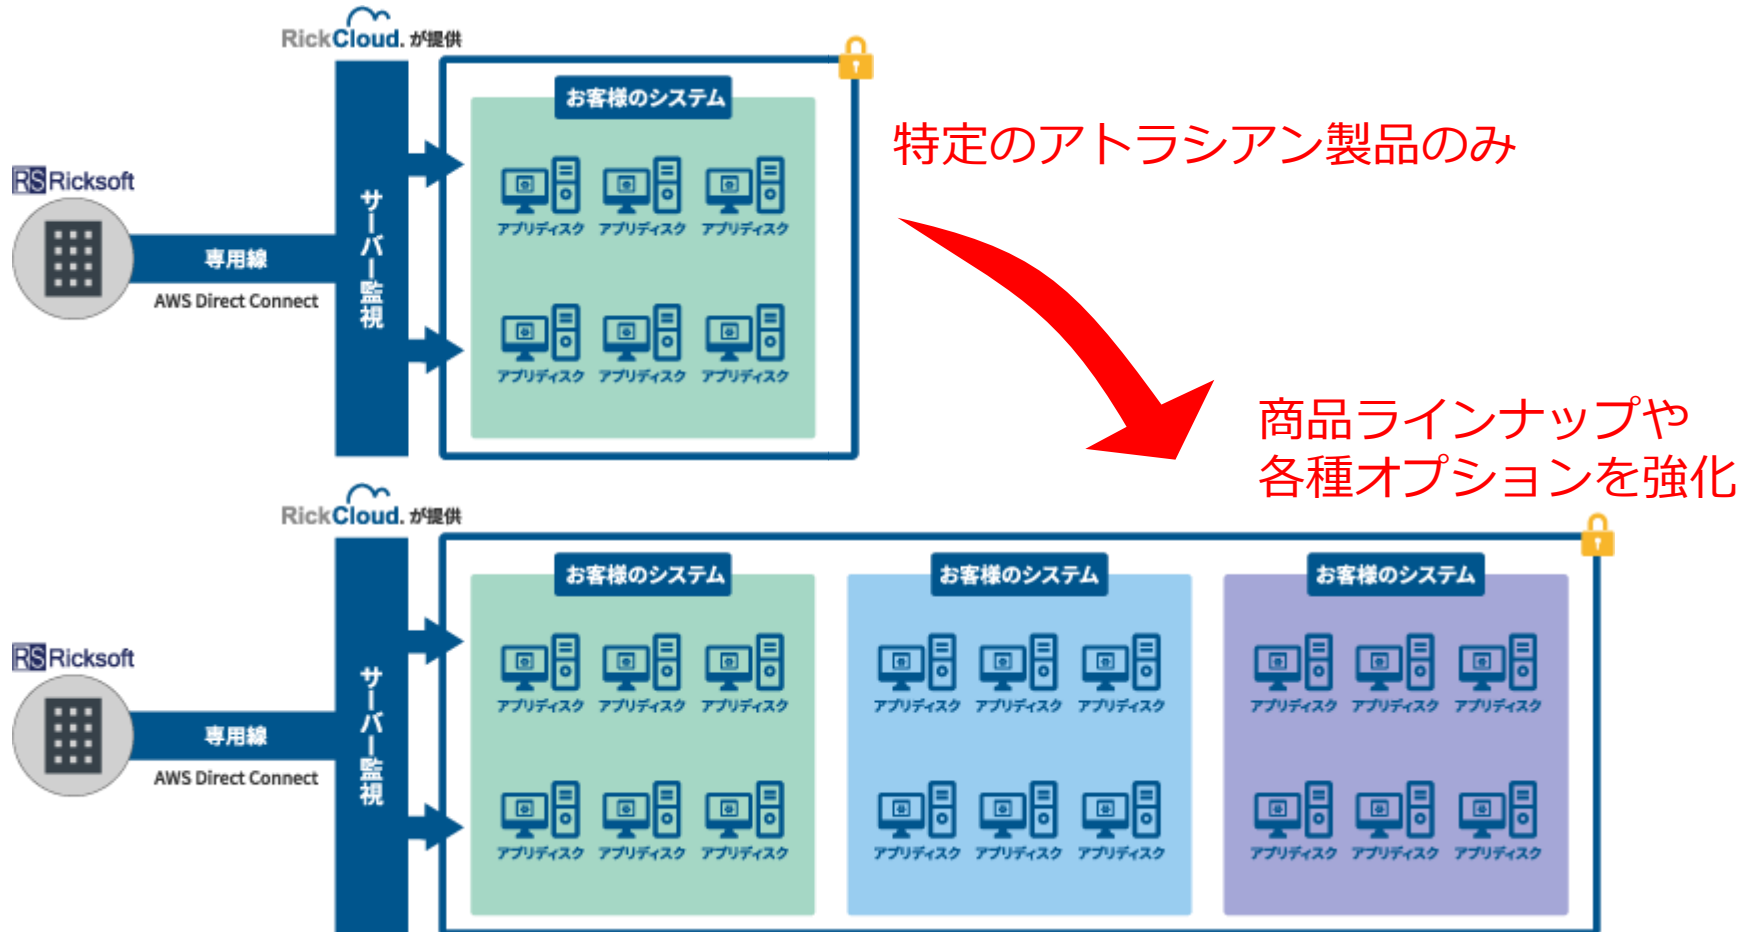 RickCloud. が提供
お客様のシステム
特定のアトラシアン製品のみ
RS Ricksoft
アプリディスク アプリディスク アプリディスク
サーバー監視
専用線
AWS Direct Connect
アプリディスク アプリディスク アプリディスク
商品ラインナップや
各種オプションを強化
RickCloud. が提供
お客様のシステム お客様のシステム お客様のシステム
RS Ricksoft
アプリディスク アプリディスク アプリディスク アプリディスク アプリディスク アプリディスク アプリディスク アプリディスク アプリディスク
サーバー監視
専用線
AWS Direct Connect
アプリディスク アプリディスク アプリディスク アプリディスク アプリディスク アプリディスク アプリディスク アプリディスク アプリディスク